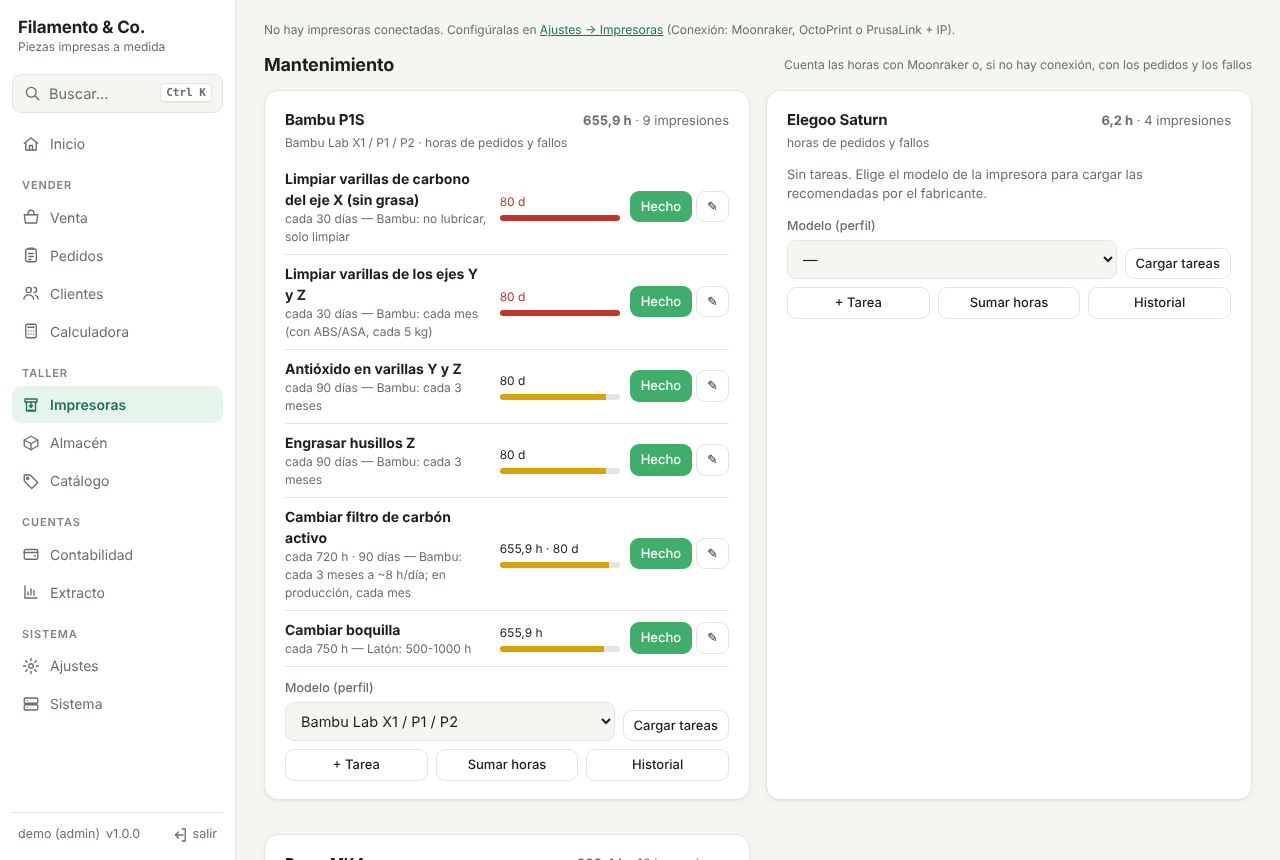 Filamento & Co.
Piezas impresas a medida
Buscar...
Ctrl K
Inicio
VENDER
Venta
Pedidos
Clientes
Calculadora
TALLER
Impresoras
Almacén
Catálogo
CUENTAS
Contabilidad
Extracto
SISTEMA
Ajustes
Sistema
demo (admin) v1.0.0
salir
No hay impresoras conectadas. Configúralas en Ajustes → Impresoras (Conexión: Moonraker, OctoPrint o PrusaLink + IP).
Mantenimiento
Cuenta las horas con Moonraker o, si no hay conexión, con los pedidos y los fallos
Bambu P1S
655,9 h · 9 impresiones
Bambu Lab X1 / P1 / P2 · horas de pedidos y fallos
Limpiar varillas de carbono
del eje X (sin grasa)
cada 30 días — Bambu: no lubricar,
solo limpiar
80 d
Hecho
Limpiar varillas de los ejes Y
y Z
cada 30 días — Bambu: cada mes
(con ABS/ASA, cada 5 kg)
80 d
Hecho
Antióxido en varillas Y y Z
cada 90 días — Bambu: cada 3
meses
80 d
Hecho
Engrasar husillos Z
cada 90 días — Bambu: cada 3
meses
80 d
Hecho
Cambiar filtro de carbón
activo
cada 720 h · 90 días — Bambu:
cada 3 meses a ~8 h/día; en
producción, cada mes
655,9 h · 80 d
Hecho
Cambiar boquilla
cada 750 h — Latón: 500-1000 h
655,9 h
Hecho
Modelo (perfil)
Bambu Lab X1 / P1 / P2
Cargar tareas
+ Tarea
Sumar horas
Historial
Elegoo Saturn
6,2 h · 4 impresiones
horas de pedidos y fallos
Sin tareas. Elige el modelo de la impresora para cargar las
recomendadas por el fabricante.
Modelo (perfil)
—
Cargar tareas
+ Tarea
Sumar horas
Historial